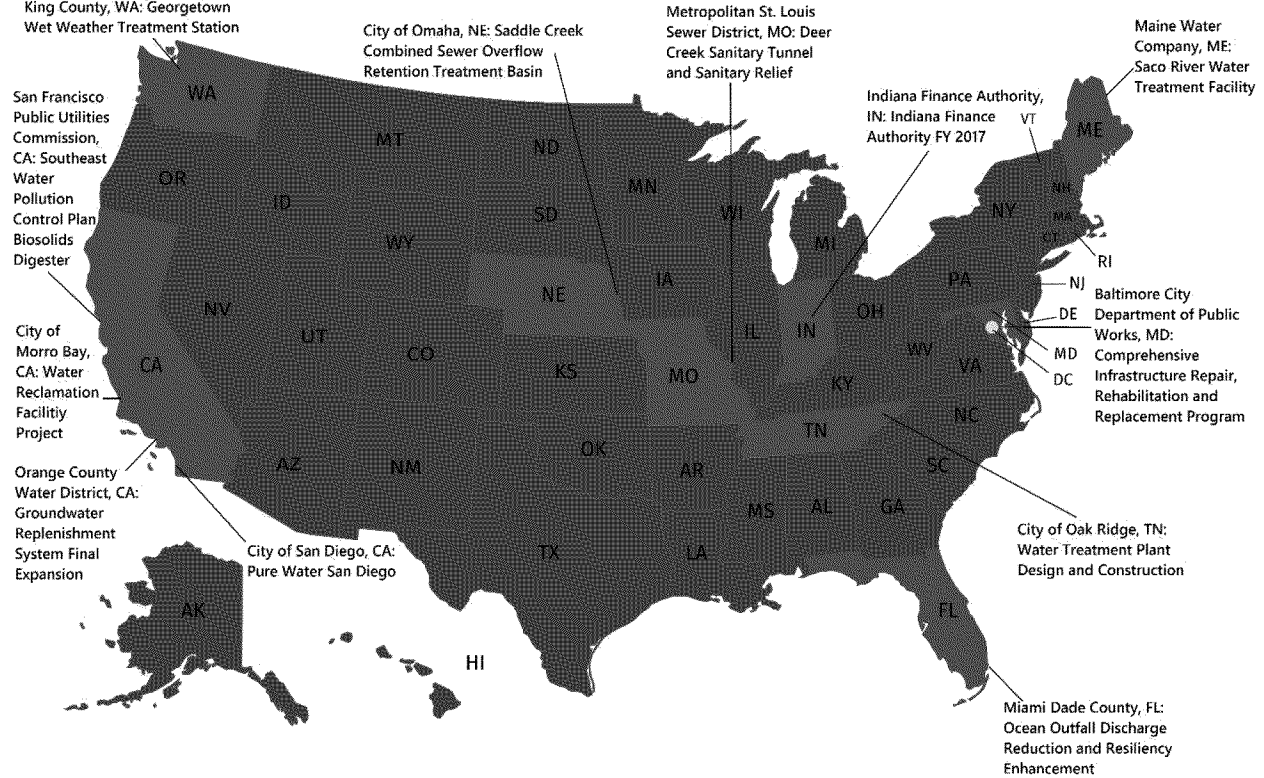 King County, WA: Georgetown
Wet Weather Treatment Station
City of Omaha, NE: Saddle Creek
Combined Sewer Overflow
Retention Treatment Basin
Metropolitan St. Louis
Sewer District, MO: Deer
Creek Sanitary Tunnel
and Sanitary Relief
Maine Water
Company, ME:
Saco River Water
Treatment Facility
Indiana Finance Authority,
IN: Indiana Finance
Authority FY 2017
San Francisco
Public Utilities
Commission,
CA: Southeast
Water
Pollution
Control Plan
Biosolids
Digester
City of
Morro Bay,
CA: Water
Reclamation
Facilitiy
Project
Orange County
Water District, CA:
Groundwater
Replenishment
System Final
Expansion
City of San Diego, CA:
Pure Water San Diego
Baltimore City
Department of Public
Works, MD:
Comprehensive
Infrastructure Repair,
Rehabilitation and
Replacement Program
City of Oak Ridge, TN:
Water Treatment Plant
Design and Construction
Miami Dade County, FL:
Ocean Outfall Discharge
Reduction and Resiliency
Enhancement
WA
MT
ND
MN
VT
ME
OR
ID
SD
WI
MI
NY
NH
MA
CT
RI
WY
NE
IA
PA
NJ
NV
UT
CO
IL
IN
OH
DE
MD
DC
CA
KS
MO
KY
WV
VA
AZ
NM
OK
AR
TN
NC
SC
TX
LA
MS
AL
GA
AK
HI
FL